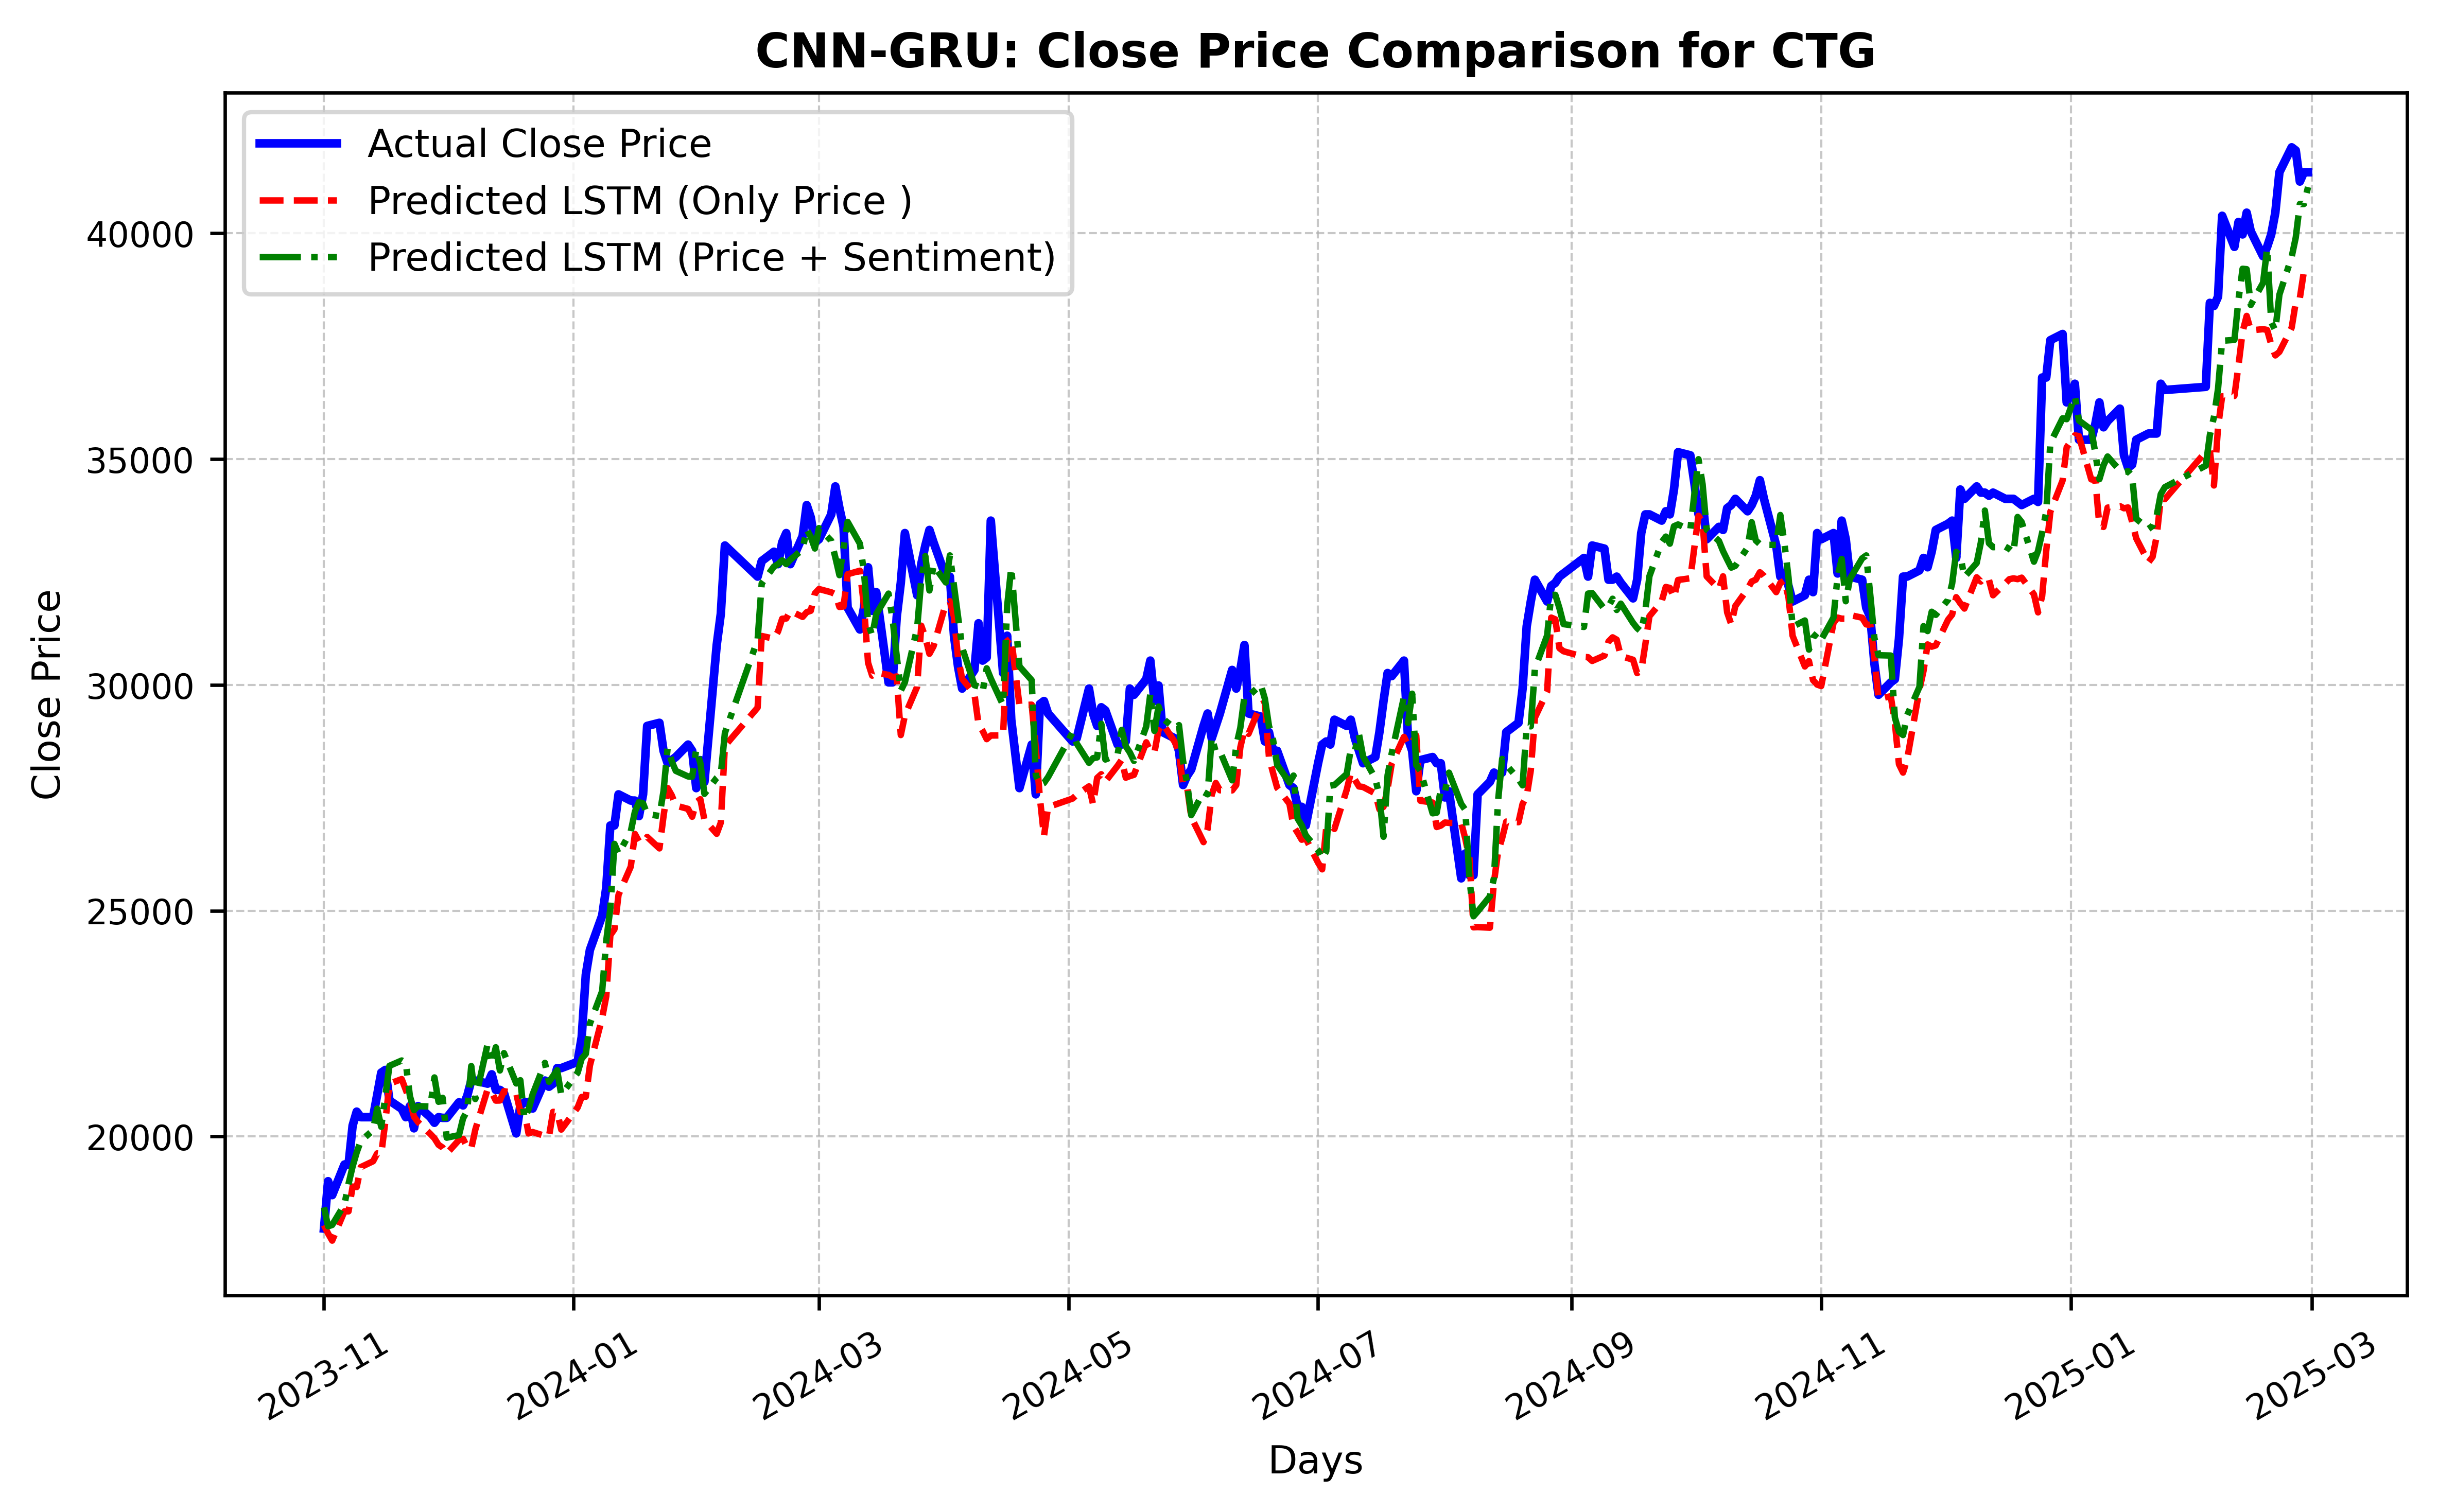 CNN-GRU: Close Price Comparison for CTG
Actual Close Price
Predicted LSTM (Only Price )
Predicted LSTM (Price + Sentiment)
Close Price
40000
35000
30000
25000
20000
2023-11
2024-01
2024-03
2024-05
2024-07
2024-09
2024-11
2025-01
2025-03
Days